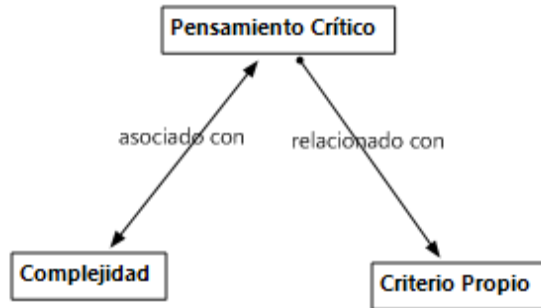 Pensamiento Crítico
asociado con
relacionado con
Complejidad
Criterio Propio